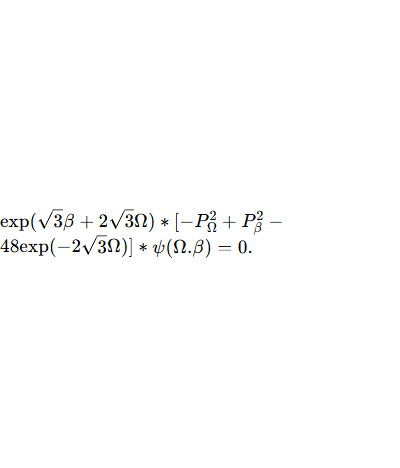 exp(√3β + 2√3Ω) ∗ [−P_Ω^2 + P_β^2 −
48exp(−2√3Ω)] ∗ ψ(Ω.β) = 0.